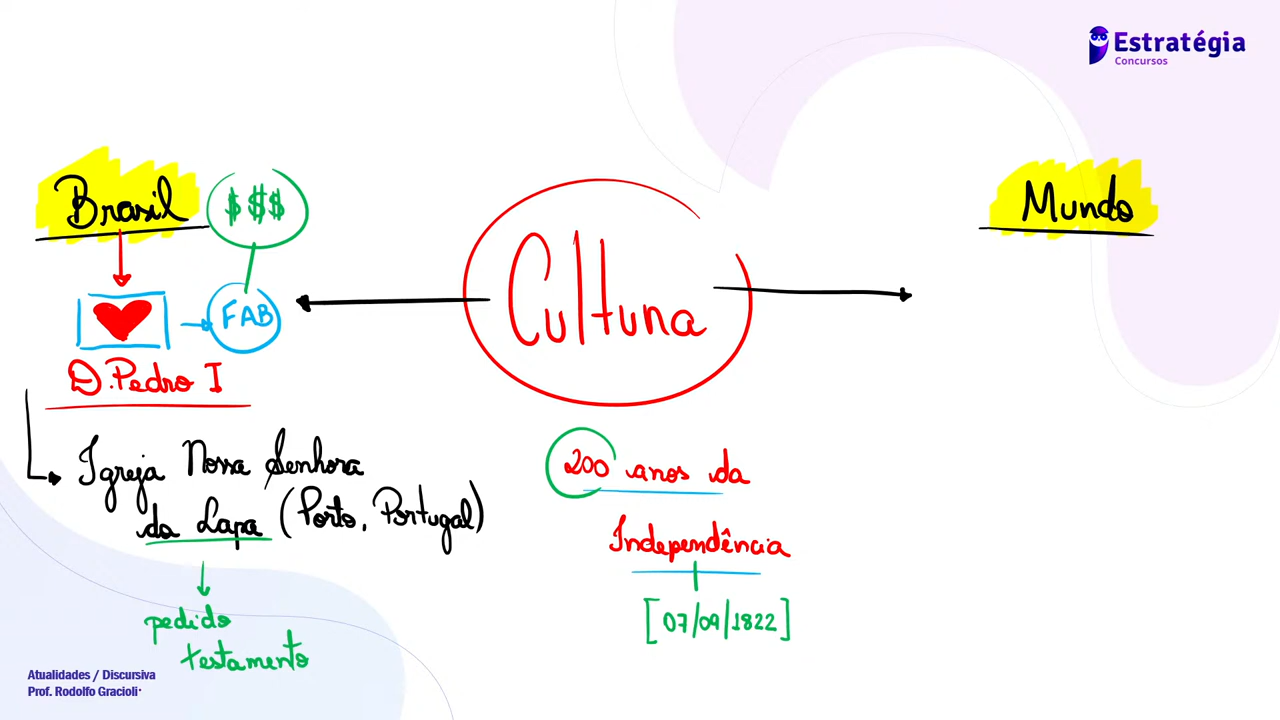 Estratégia
Concursos
Brasil
$$$
Mundo
FAB
Cultura
D. Pedro I
Igreja Nossa Senhora
da Lapa (Porto, Portugal)
200 anos da
Independência
[07/09/1822]
pedido
testamento
Atualidades / Discursiva
Prof. Rodolfo Gracioli